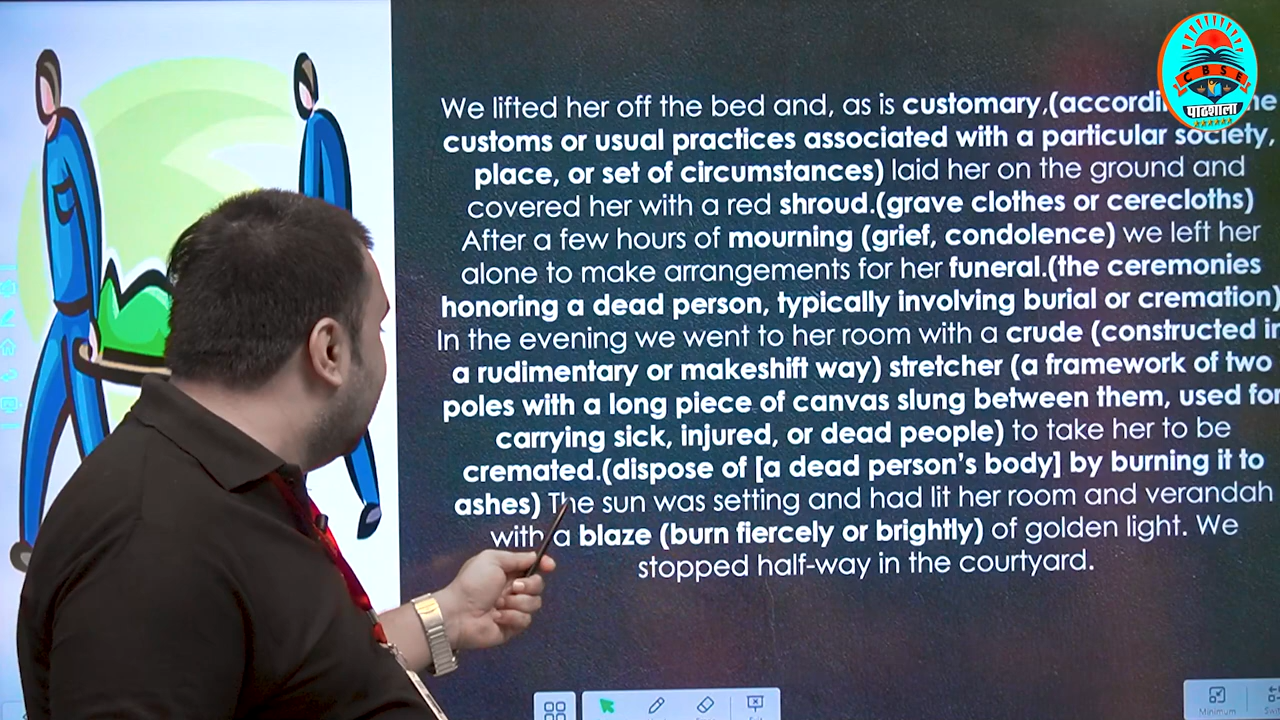 We lifted her off the bed and, as is customary,(accordi
customs or usual practices associated with a particular society,
place, or set of circumstances) laid her on the ground and
covered her with a red shroud.(grave clothes or cerecloths)
After a few hours of mourning (grief, condolence) we left her
alone to make arrangements for her funeral.(the ceremonies
honoring a dead person, typically involving burial or cremation)
In the evening we went to her room with a crude (constructed in
a rudimentary or makeshift way) stretcher (a framework of two
poles with a long piece of canvas slung between them, used for
carrying sick, injured, or dead people) to take her to be
cremated.(dispose of [a dead person's body] by burning it to
ashes) The sun was setting and had lit her room and verandah
with a blaze (burn fiercely or brightly) of golden light. We
stopped half-way in the courtyard.
CBSE
पाठशाला
Minimum